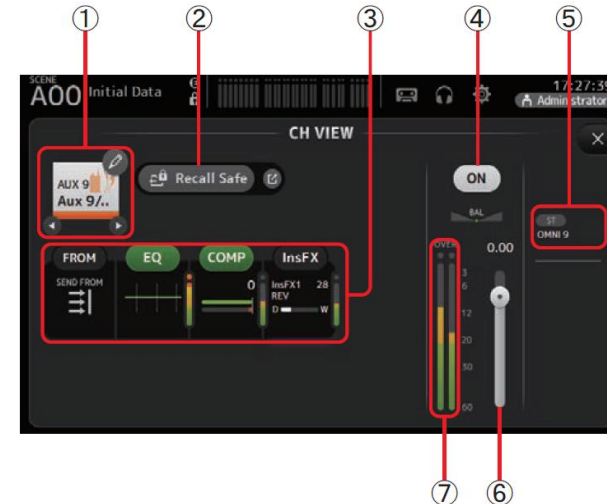 ① ② ③ ④ ⑤
SCENE
A00 Initial Data
17:27:39
Administrator
CH VIEW
AUX 9
Aux 9/..
Recall Safe
ON
BAL
ST
OMNI 9
FROM EQ COMP InsFX
OVER 0.00
SEND FROM
0
InsFX1 28
REV
D W
3
6
12
20
30
60
⑦ ⑥